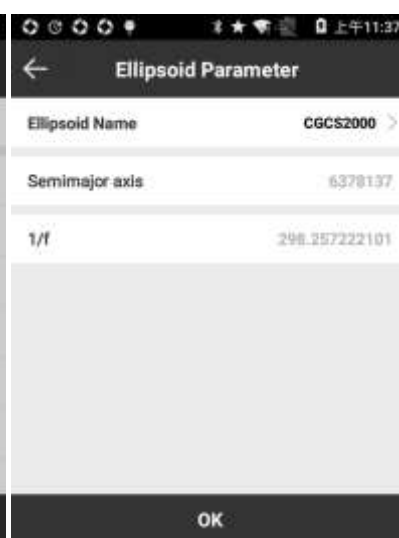 上午11:37
Ellipsoid Parameter
Ellipsoid Name CGCS2000
Semimajor axis 6378137
1/f 298.257222101
OK